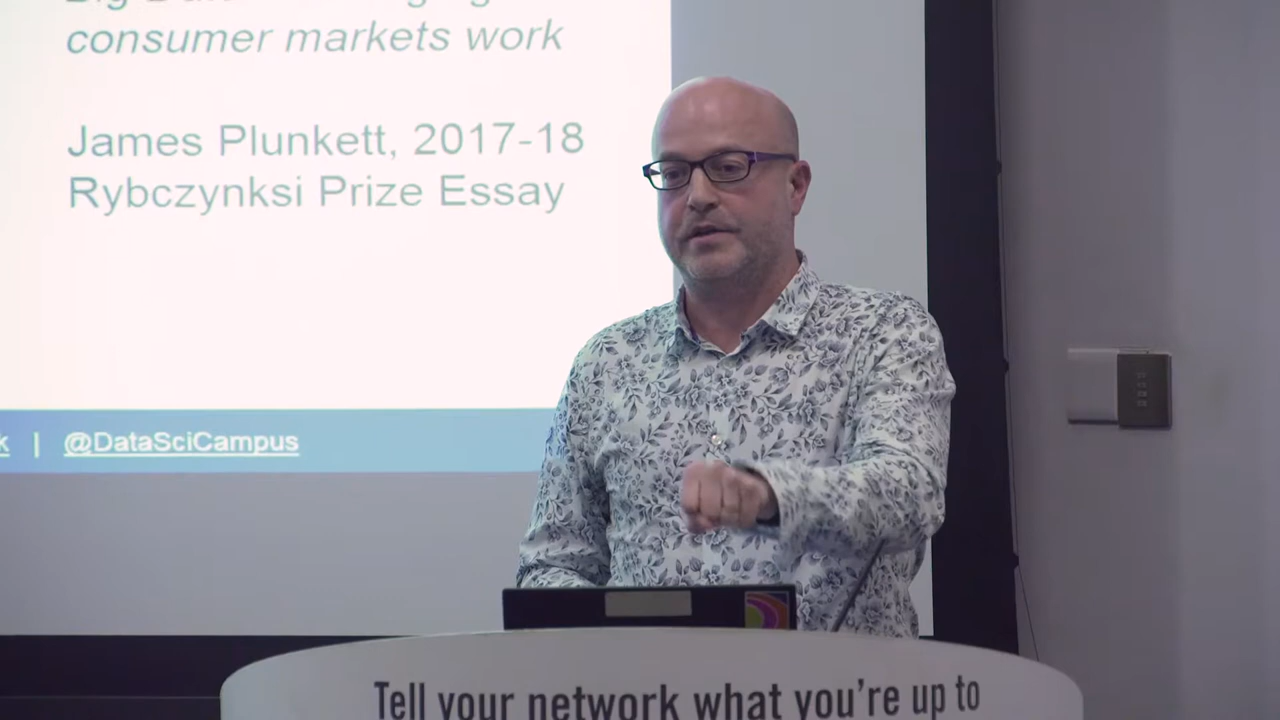 consumer markets work
James Plunkett, 2017-18
Rybczynksi Prize Essay
k | @DataSciCampus
Tell your network what you're up to